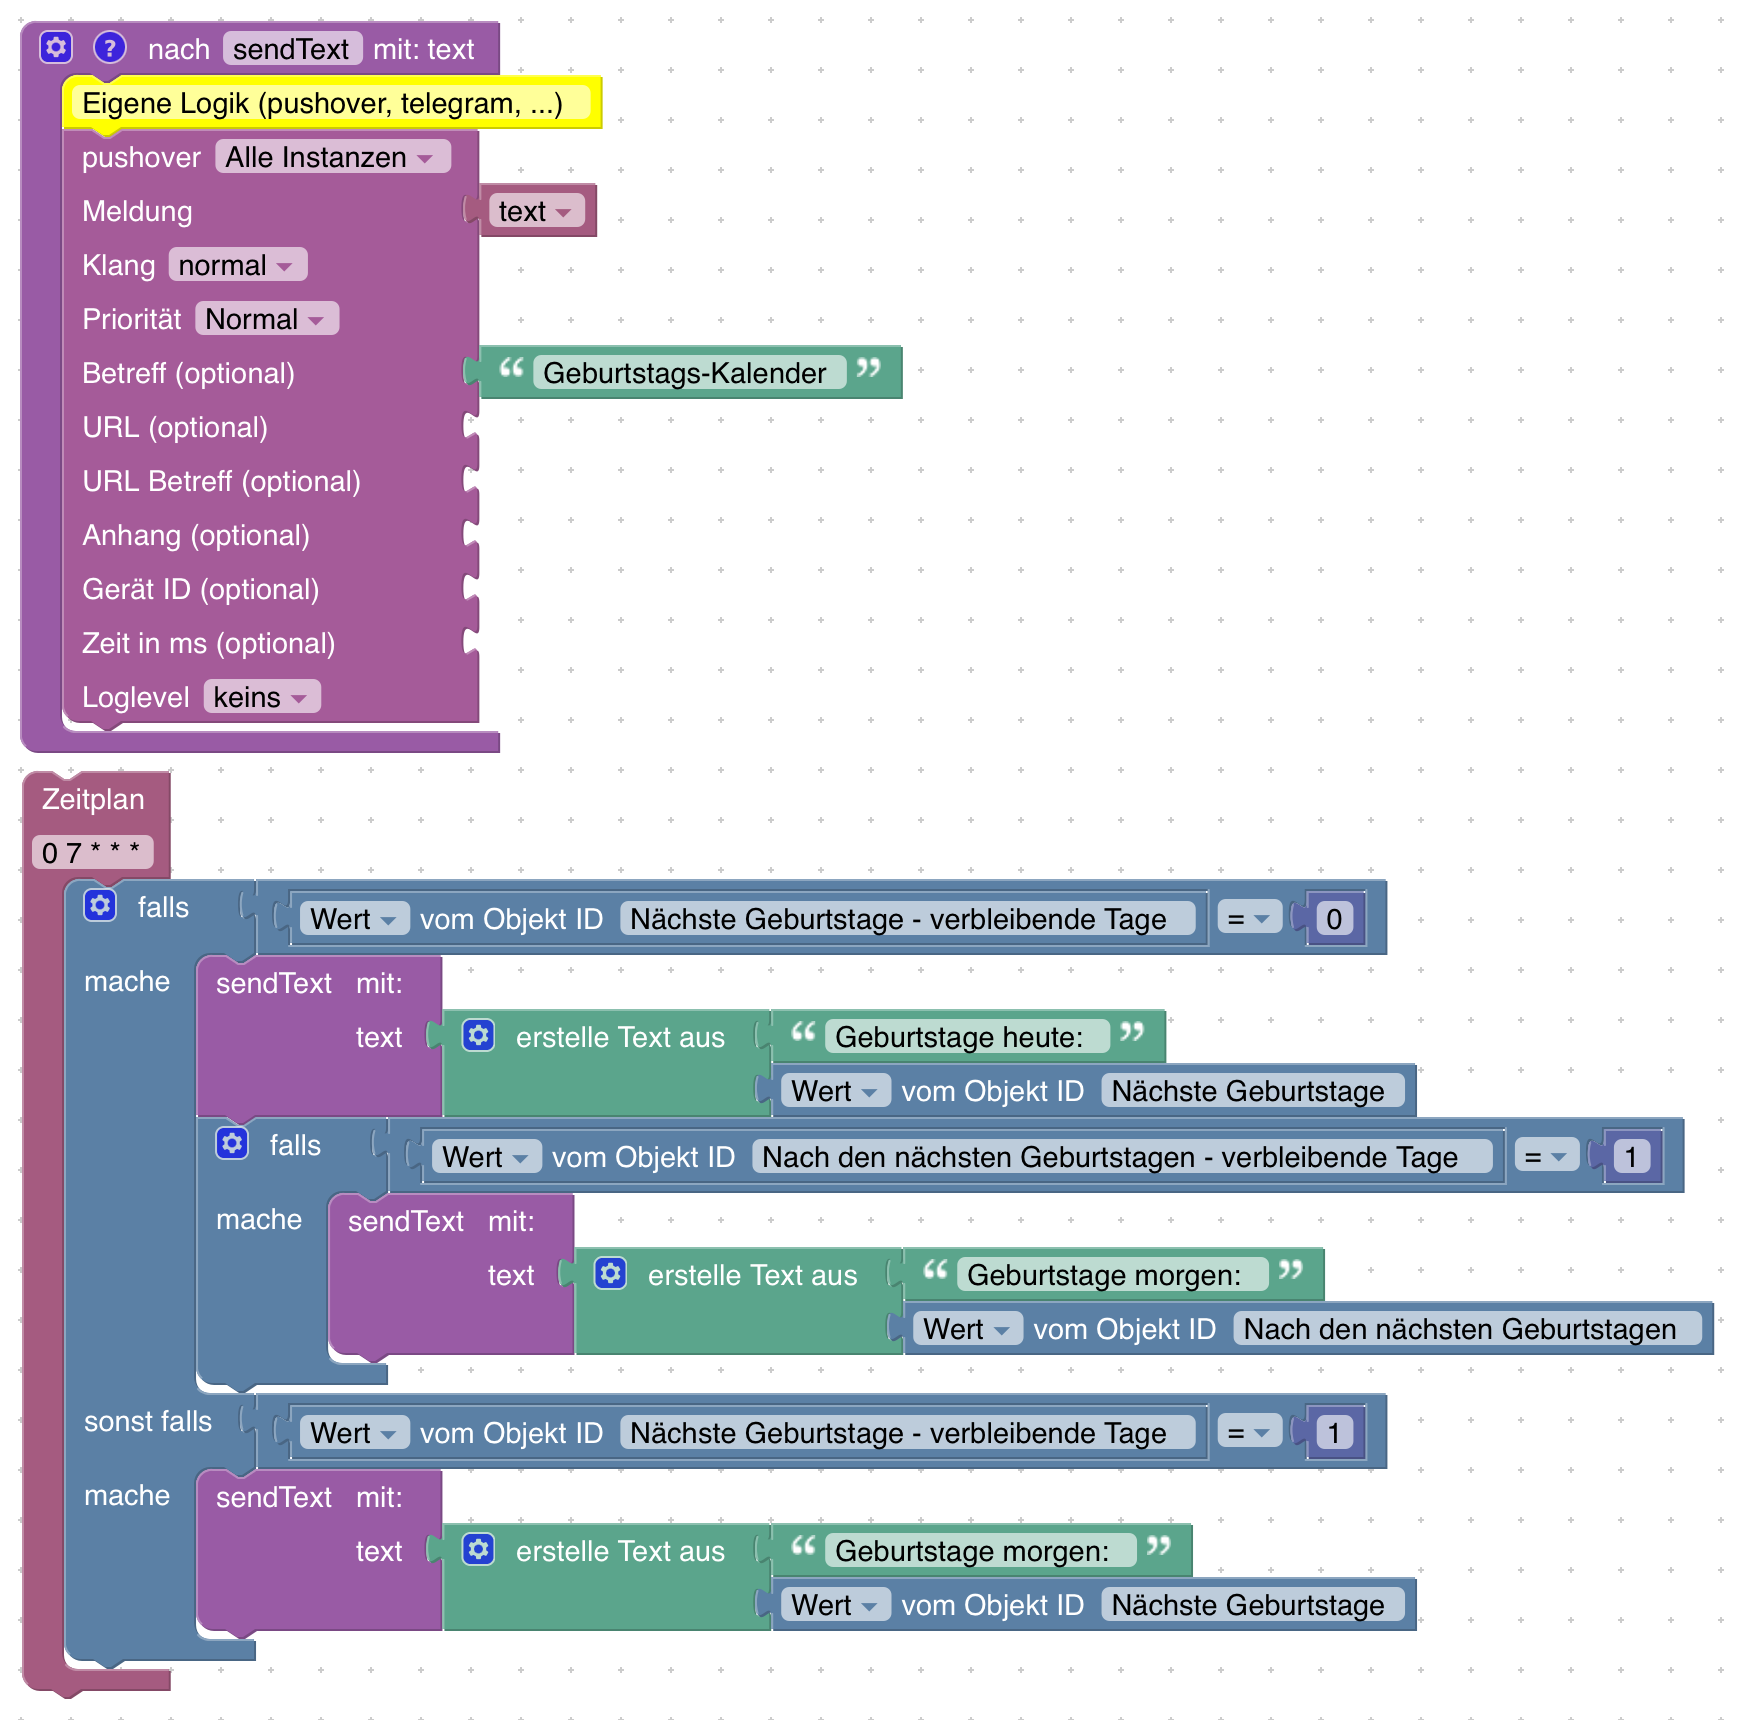 ? nach sendText mit: text
Eigene Logik (pushover, telegram, ...)
pushover Alle Instanzen
Meldung text
Klang normal
Priorität Normal
Betreff (optional) “ Geburtstags-Kalender ”
URL (optional)
URL Betreff (optional)
Anhang (optional)
Gerät ID (optional)
Zeit in ms (optional)
Loglevel keins
Zeitplan
0 7 * * *
falls Wert vom Objekt ID Nächste Geburtstage - verbleibende Tage = 0
mache sendText mit:
text erstelle Text aus “ Geburtstage heute: ”
Wert vom Objekt ID Nächste Geburtstage
falls Wert vom Objekt ID Nach den nächsten Geburtstagen - verbleibende Tage = 1
mache sendText mit:
text erstelle Text aus “ Geburtstage morgen: ”
Wert vom Objekt ID Nach den nächsten Geburtstagen
sonst falls Wert vom Objekt ID Nächste Geburtstage - verbleibende Tage = 1
mache sendText mit:
text erstelle Text aus “ Geburtstage morgen: ”
Wert vom Objekt ID Nächste Geburtstage